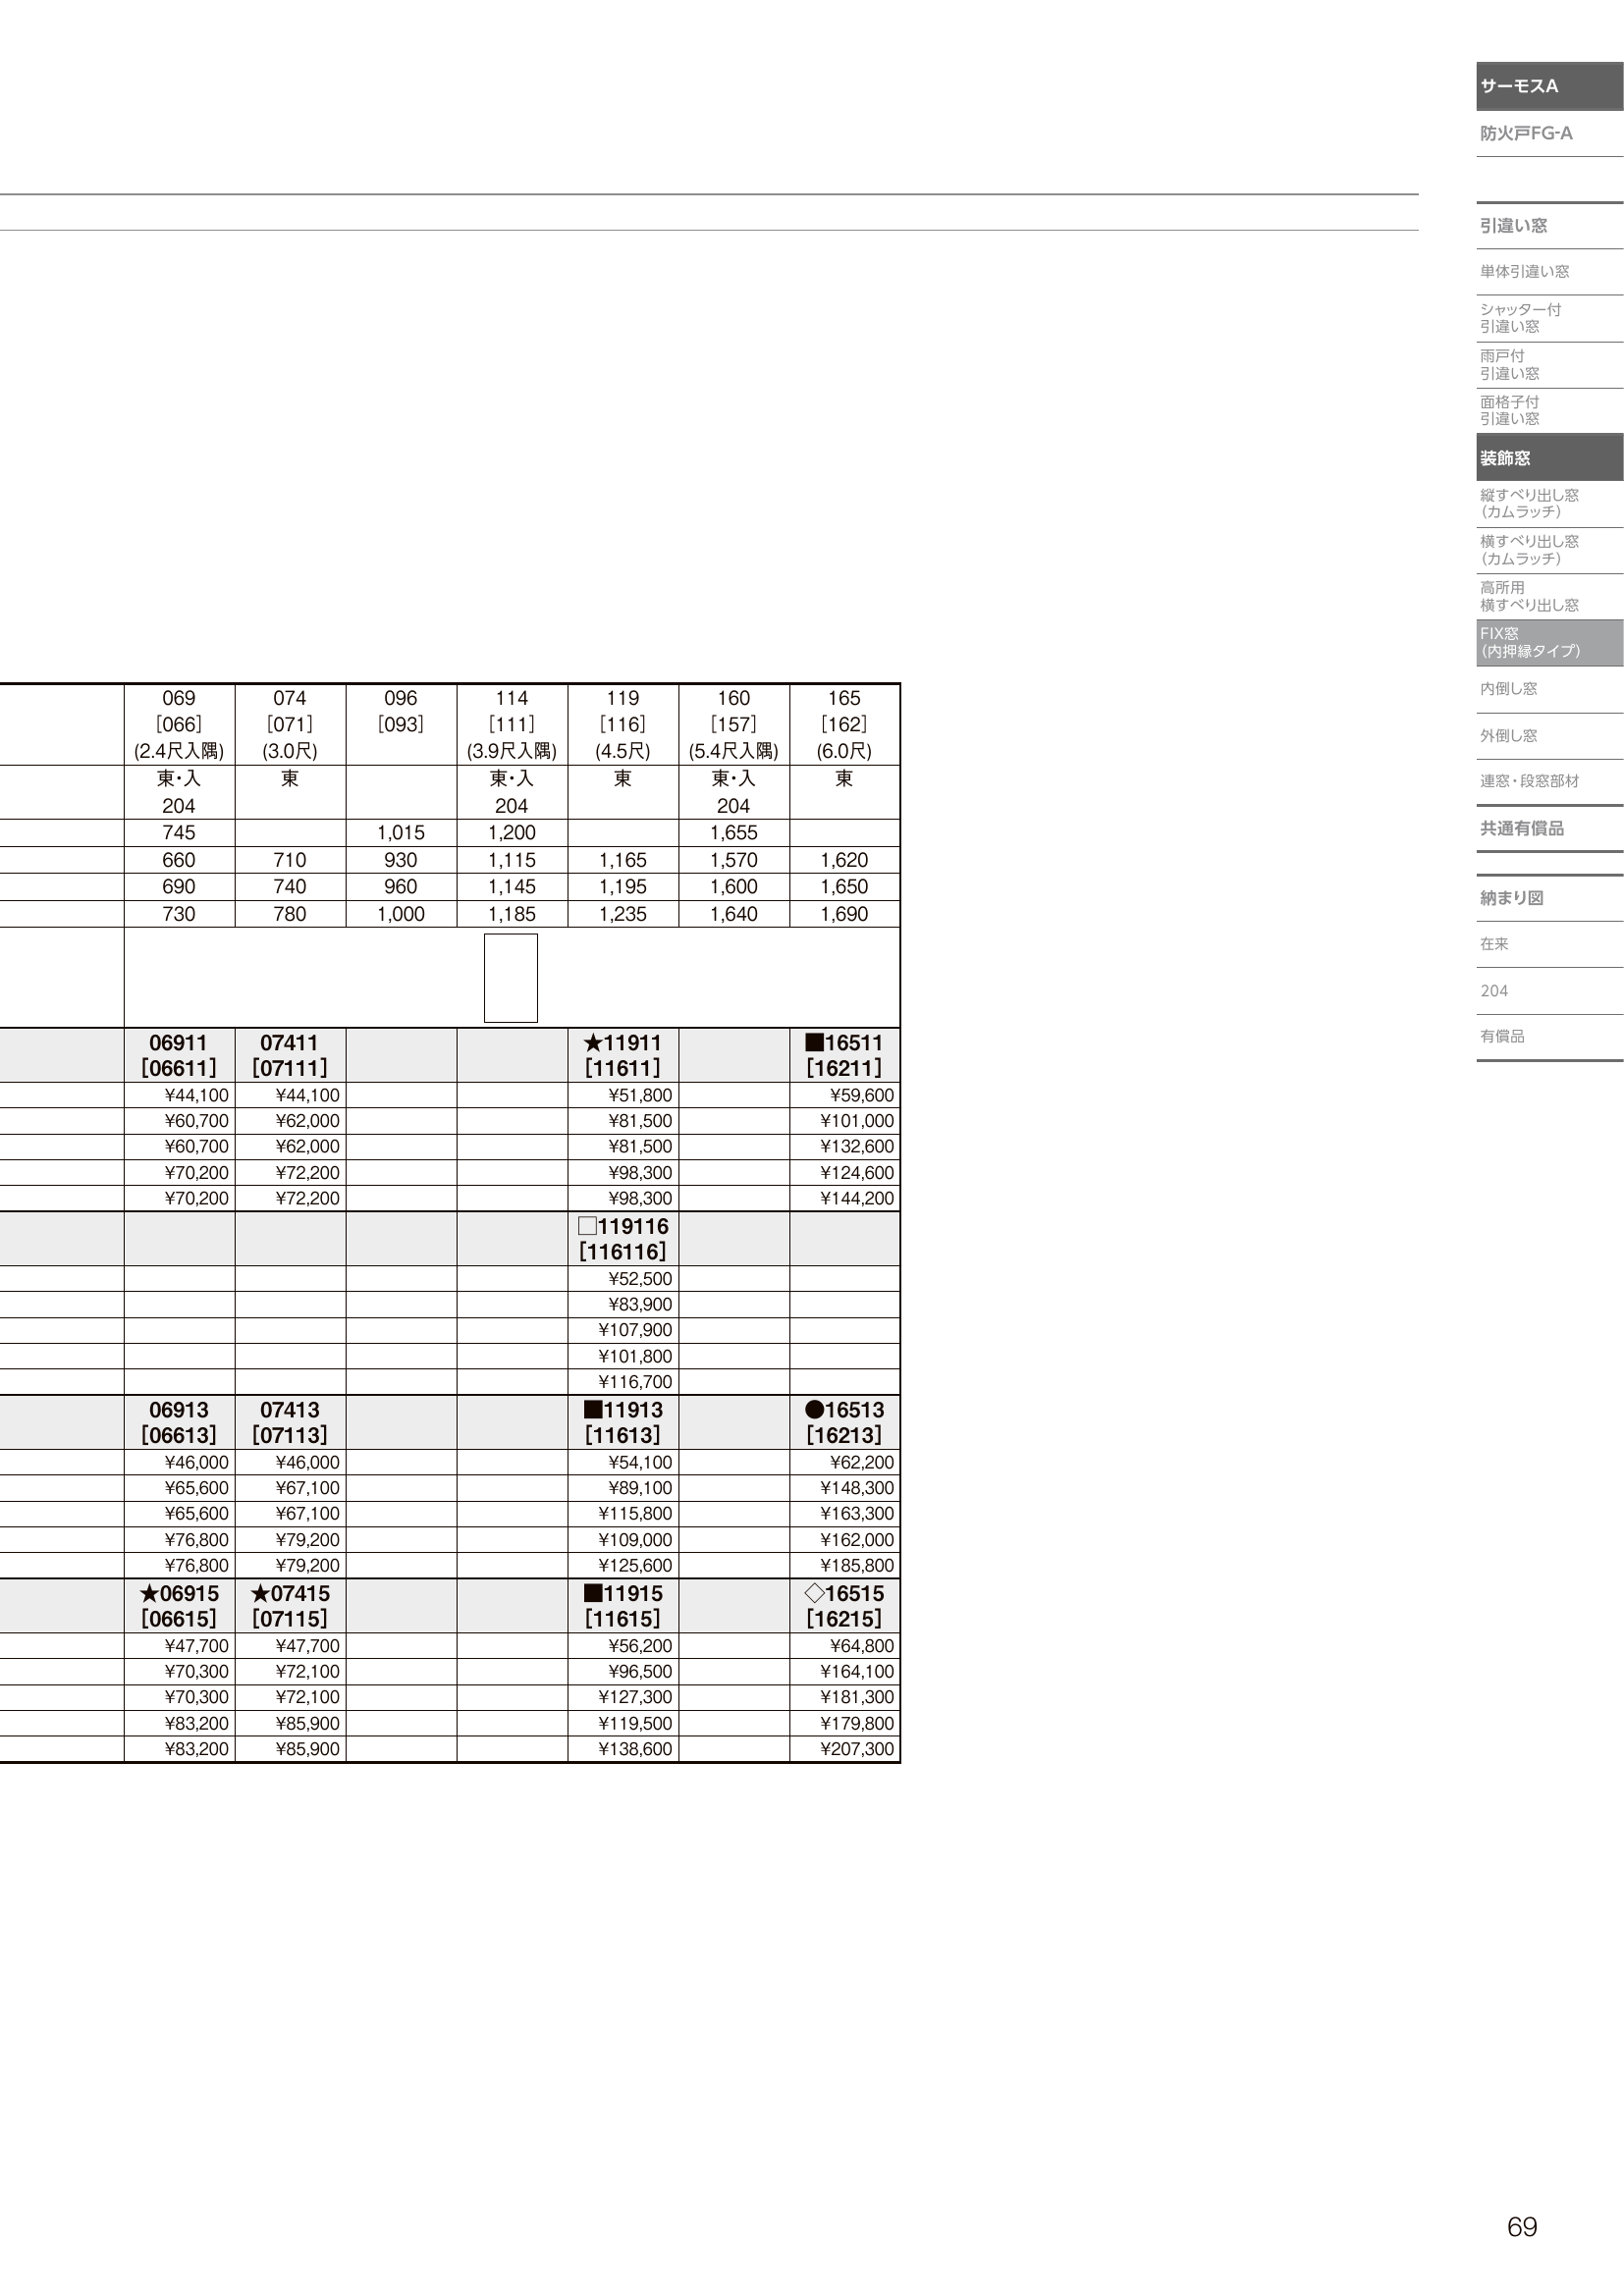 サーモスA
防火戸FG-A
引違い窓
単体引違い窓
シャッター付
引違い窓
雨戸付
引違い窓
面格子付
引違い窓
装飾窓
縦すべり出し窓
(カムラッチ)
横すべり出し窓
(カムラッチ)
高所用
横すべり出し窓
FIX窓
(内押縁タイプ)
内倒し窓
外倒し窓
連窓・段窓部材
共通有償品
納まり図
在来
204
有償品
069 074 096 114 119 160 165
[066] [071] [093] [111] [116] [157] [162]
(2.4尺入隅) (3.0尺) (3.9尺入隅) (4.5尺) (5.4尺入隅) (6.0尺)
東・入 東 東・入 東 東・入 東
204 204 204
745 1,015 1,200 1,655
660 710 930 1,115 1,165 1,570 1,620
690 740 960 1,145 1,195 1,600 1,650
730 780 1,000 1,185 1,235 1,640 1,690
06911 07411 ★11911 ■16511
[06611] [07111] [11611] [16211]
¥44,100 ¥44,100 ¥51,800 ¥59,600
¥60,700 ¥62,000 ¥81,500 ¥101,000
¥60,700 ¥62,000 ¥81,500 ¥132,600
¥70,200 ¥72,200 ¥98,300 ¥124,600
¥70,200 ¥72,200 ¥98,300 ¥144,200
□119116
[116116]
¥52,500
¥83,900
¥107,900
¥101,800
¥116,700
06913 07413 ■11913 ●16513
[06613] [07113] [11613] [16213]
¥46,000 ¥46,000 ¥54,100 ¥62,200
¥65,600 ¥67,100 ¥89,100 ¥148,300
¥65,600 ¥67,100 ¥115,800 ¥163,300
¥76,800 ¥79,200 ¥109,000 ¥162,000
¥76,800 ¥79,200 ¥125,600 ¥185,800
★06915 ★07415 ■11915 ◇16515
[06615] [07115] [11615] [16215]
¥47,700 ¥47,700 ¥56,200 ¥64,800
¥70,300 ¥72,100 ¥96,500 ¥164,100
¥70,300 ¥72,100 ¥127,300 ¥181,300
¥83,200 ¥85,900 ¥119,500 ¥179,800
¥83,200 ¥85,900 ¥138,600 ¥207,300
69